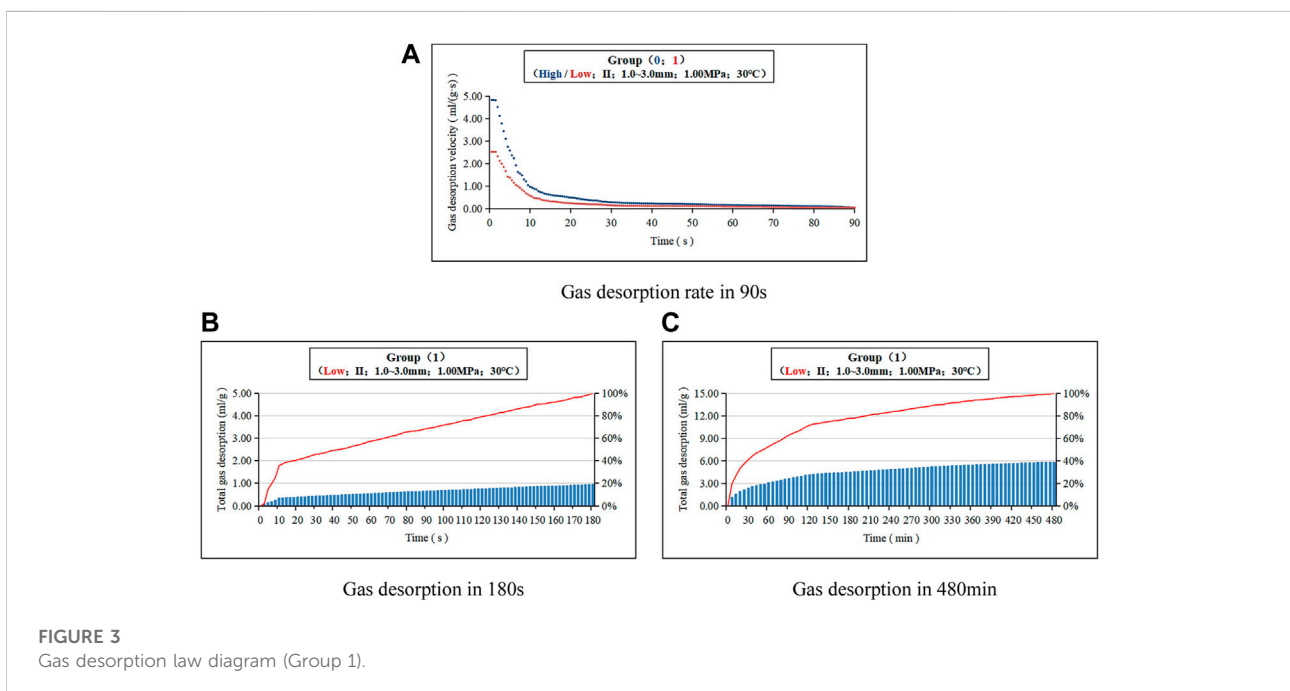 A
Group（0；1）
（High / Low；II；1.0~3.0mm；1.00MPa；30℃）
Gas desorption velocity ( ml/(g·s))
5.00
4.00
3.00
2.00
1.00
0.00
0 10 20 30 40 50 60 70 80 90
Time ( s )
Gas desorption rate in 90s
B
Group（1）
（Low；II；1.0~3.0mm；1.00MPa；30℃）
Total gas desorption (ml/g)
5.00 100%
4.00 80%
3.00 60%
2.00 40%
1.00 20%
0.00 0%
0 10 20 30 40 50 60 70 80 90 100 110 120 130 140 150 160 170 180
Time ( s )
Gas desorption in 180s
C
Group（1）
（Low；II；1.0~3.0mm；1.00MPa；30℃）
Total gas desorption (ml/g)
15.00 100%
12.00 80%
9.00 60%
6.00 40%
3.00 20%
0.00 0%
0 30 60 90 120 150 180 210 240 270 300 330 360 390 420 450 480
Time ( min )
Gas desorption in 480min
FIGURE 3
Gas desorption law diagram (Group 1).